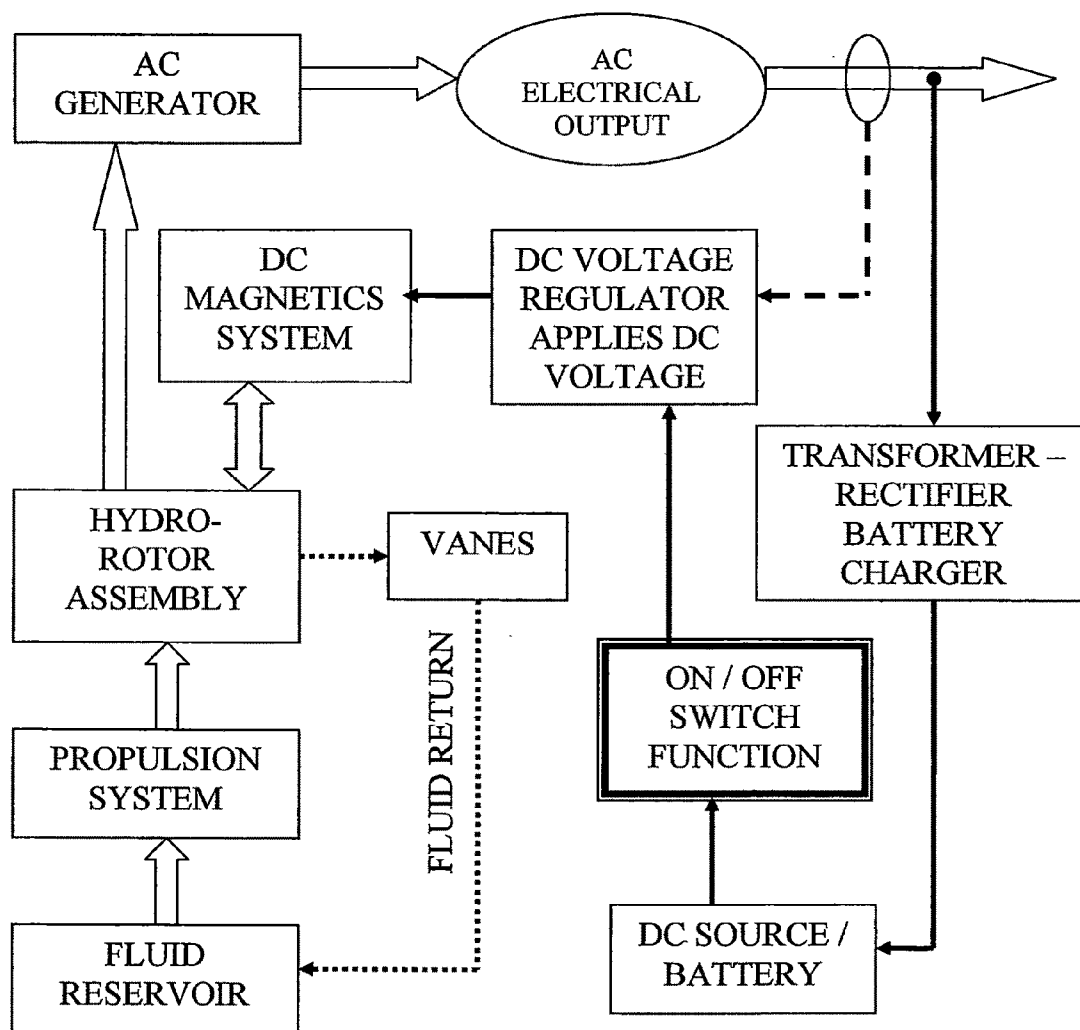 AC
GENERATOR
AC
ELECTRICAL
OUTPUT
DC
MAGNETICS
SYSTEM
DC VOLTAGE
REGULATOR
APPLIES DC
VOLTAGE
TRANSFORMER –
RECTIFIER
BATTERY
CHARGER
HYDRO-
ROTOR
ASSEMBLY
VANES
ON / OFF
SWITCH
FUNCTION
PROPULSION
SYSTEM
FLUID RETURN
FLUID
RESERVOIR
DC SOURCE /
BATTERY